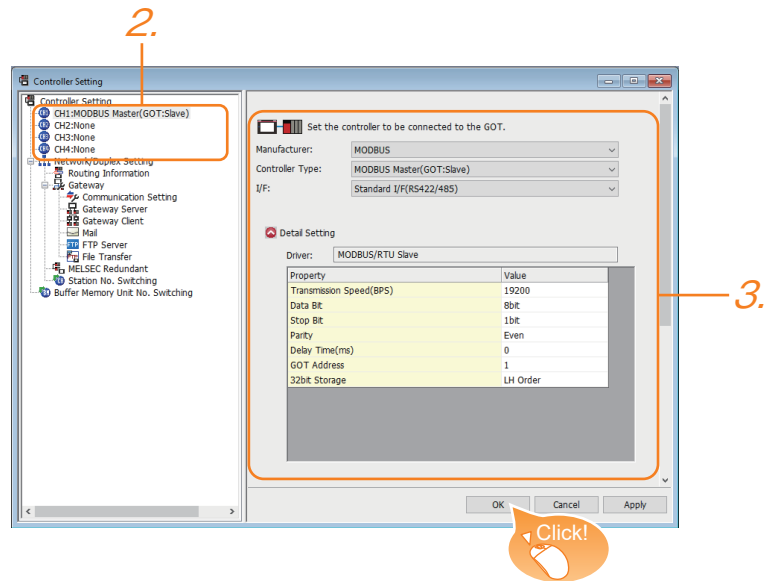 2.
Controller Setting
Controller Setting
CH1:MODBUS Master(GOT:Slave)
CH2:None
CH3:None
CH4:None
Network/Duplex Setting
Routing Information
Gateway
Communication Setting
Gateway Server
Gateway Client
Mail
FTP Server
File Transfer
MELSEC Redundant
Station No. Switching
Buffer Memory Unit No. Switching
Set the controller to be connected to the GOT.
Manufacturer: MODBUS
Controller Type: MODBUS Master(GOT:Slave)
I/F: Standard I/F(RS422/485)
Detail Setting
Driver: MODBUS/RTU Slave
Property Value
Transmission Speed(BPS) 19200
Data Bit 8bit
Stop Bit 1bit
Parity Even
Delay Time(ms) 0
GOT Address 1
32bit Storage LH Order
3.
OK Cancel Apply
Click!